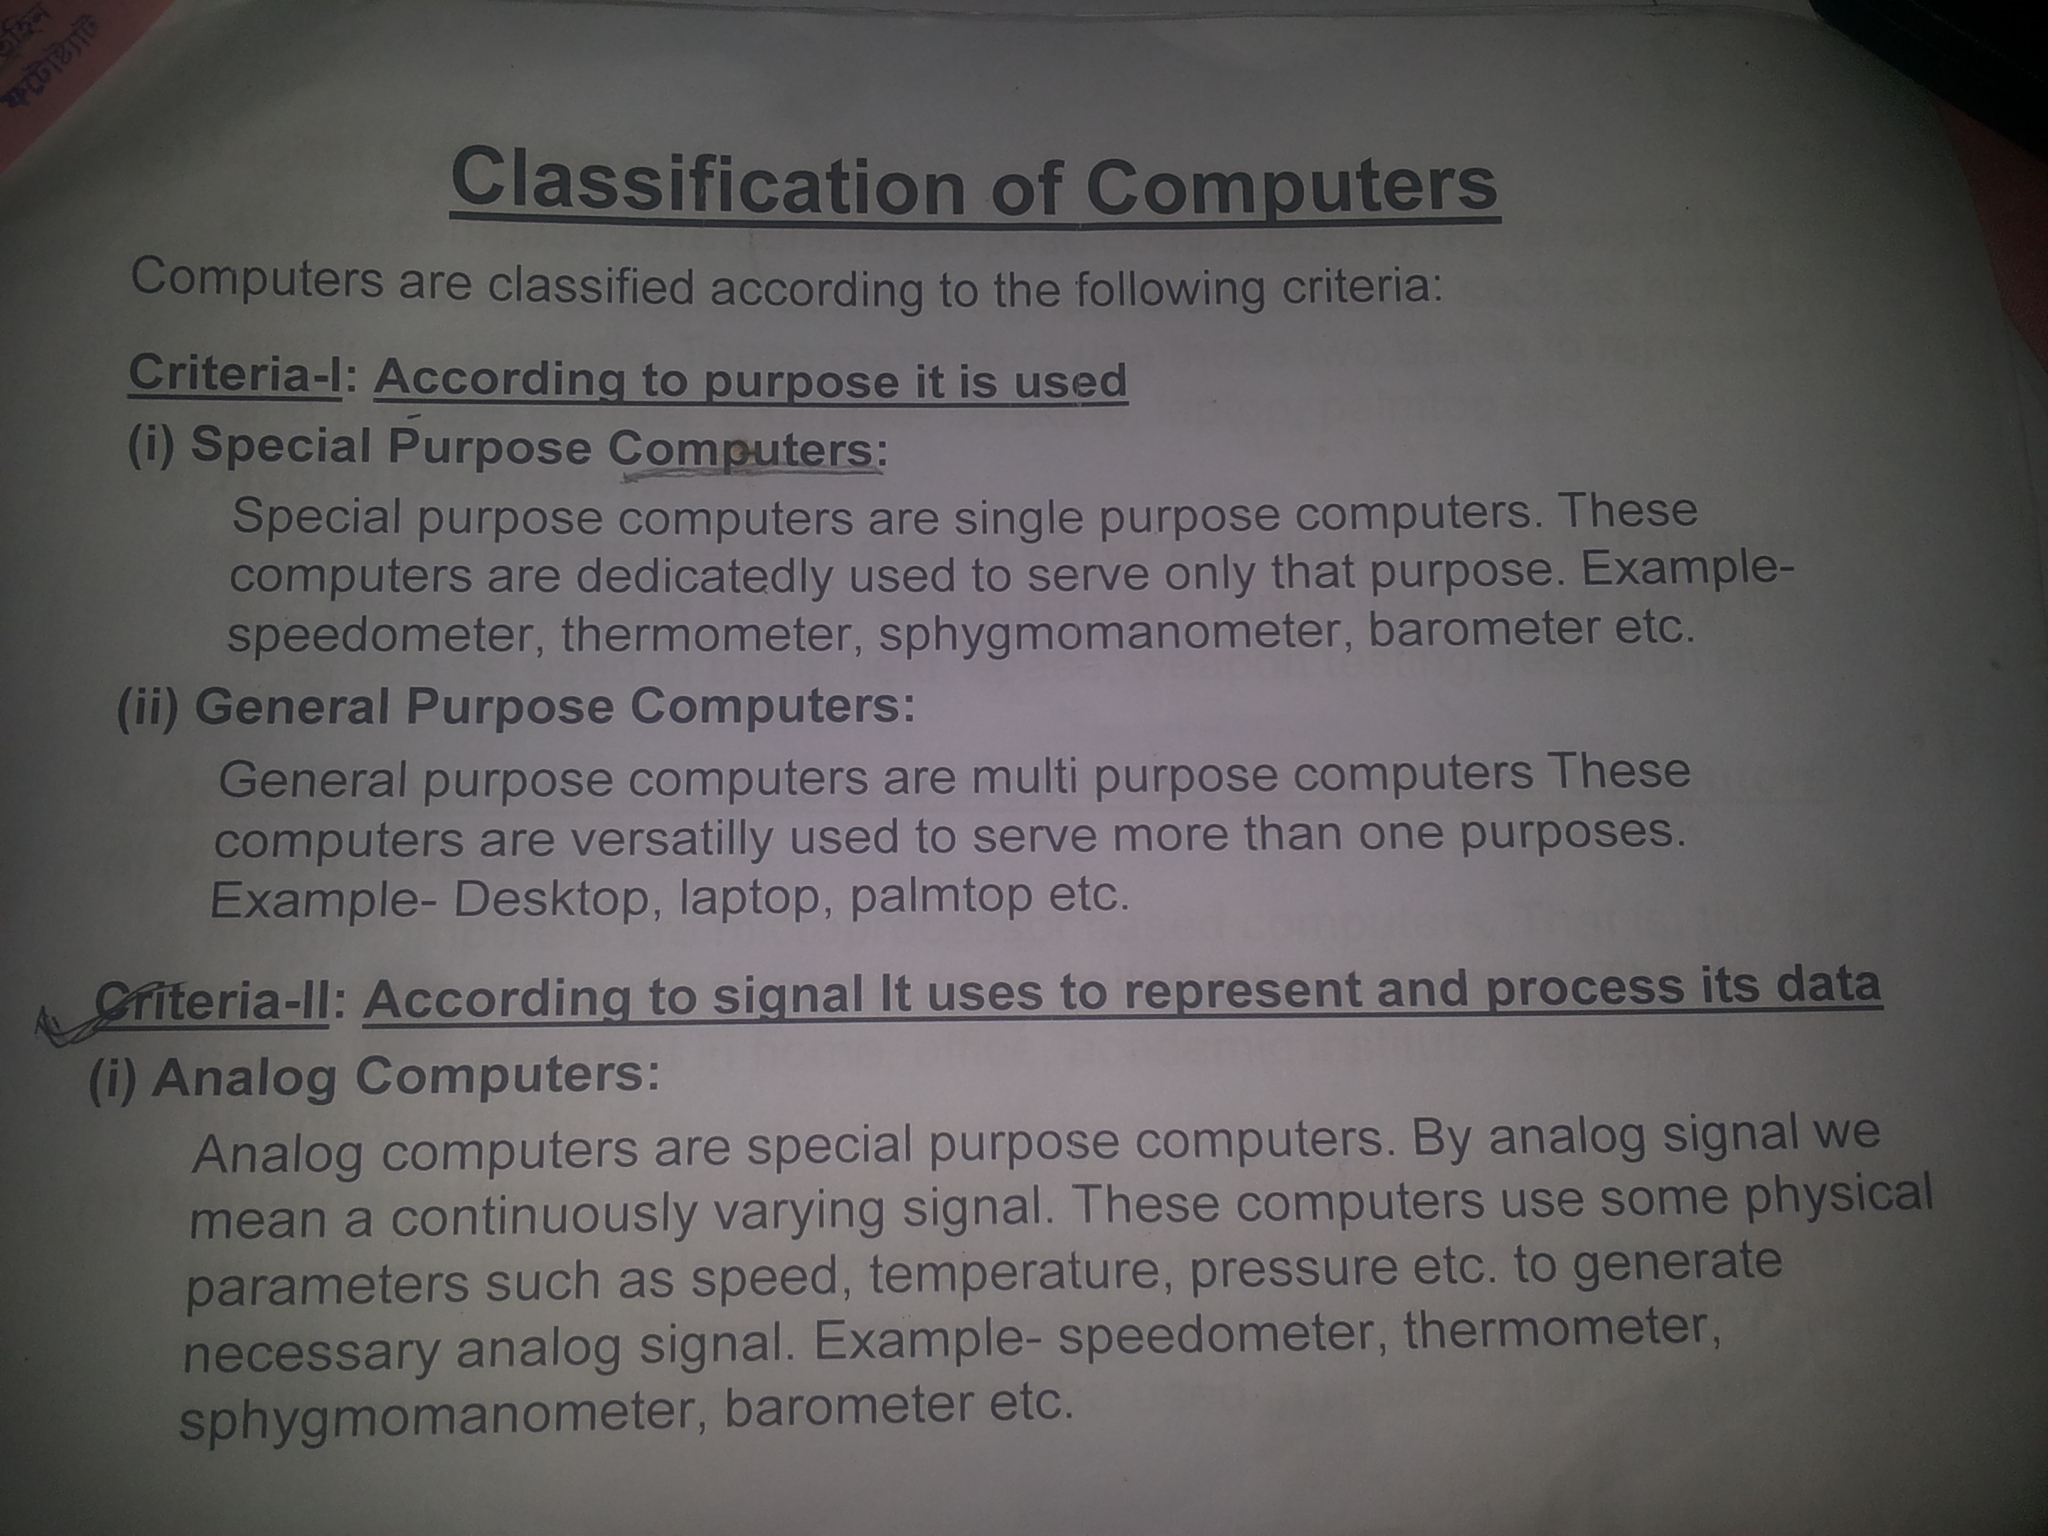 ফটোষ্ট্যাট
Classification of Computers
Computers are classified according to the following criteria:
Criteria-I: According to purpose it is used
(i) Special Purpose Computers:
Special purpose computers are single purpose computers. These
computers are dedicatedly used to serve only that purpose. Example-
speedometer, thermometer, sphygmomanometer, barometer etc.
(ii) General Purpose Computers:
General purpose computers are multi purpose computers These
computers are versatilly used to serve more than one purposes.
Example- Desktop, laptop, palmtop etc.
Criteria-II: According to signal It uses to represent and process its data
(i) Analog Computers:
Analog computers are special purpose computers. By analog signal we
mean a continuously varying signal. These computers use some physical
parameters such as speed, temperature, pressure etc. to generate
necessary analog signal. Example- speedometer, thermometer,
sphygmomanometer, barometer etc.